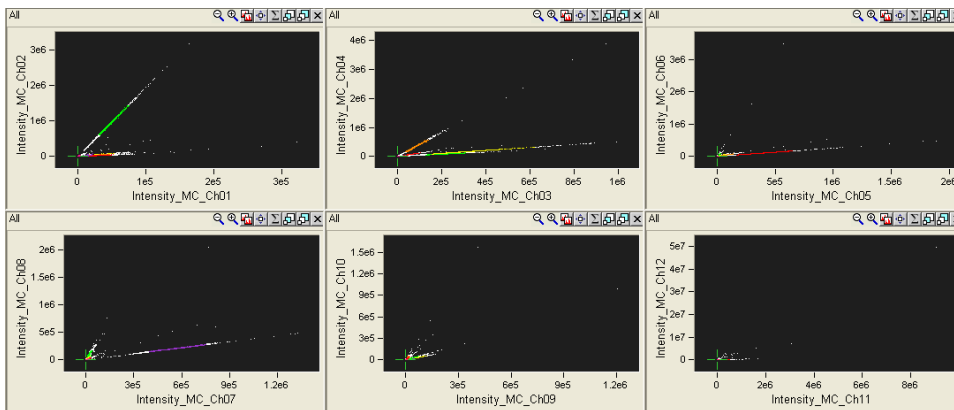 All
All
All
3e6
2e6
1e6
0
Intensity_MC_Ch02
0
1e5
2e5
3e5
Intensity_MC_Ch01
4e6
3e6
2e6
1e6
0
Intensity_MC_Ch04
0
2e5
4e5
6e5
8e5
1e6
Intensity_MC_Ch03
4e6
3e6
2e6
1e6
0
Intensity_MC_Ch06
0
5e5
1e6
1.5e6
2e6
Intensity_MC_Ch05
All
All
All
2e6
1.5e6
1e6
5e5
0
Intensity_MC_Ch08
0
3e5
6e5
9e5
1.2e6
Intensity_MC_Ch07
1.5e6
1.2e6
9e5
6e5
3e5
0
Intensity_MC_Ch10
0
3e5
6e5
9e5
1.2e6
Intensity_MC_Ch09
5e7
4e7
3e7
2e7
1e7
0
Intensity_MC_Ch12
0
2e6
4e6
6e6
8e6
Intensity_MC_Ch11